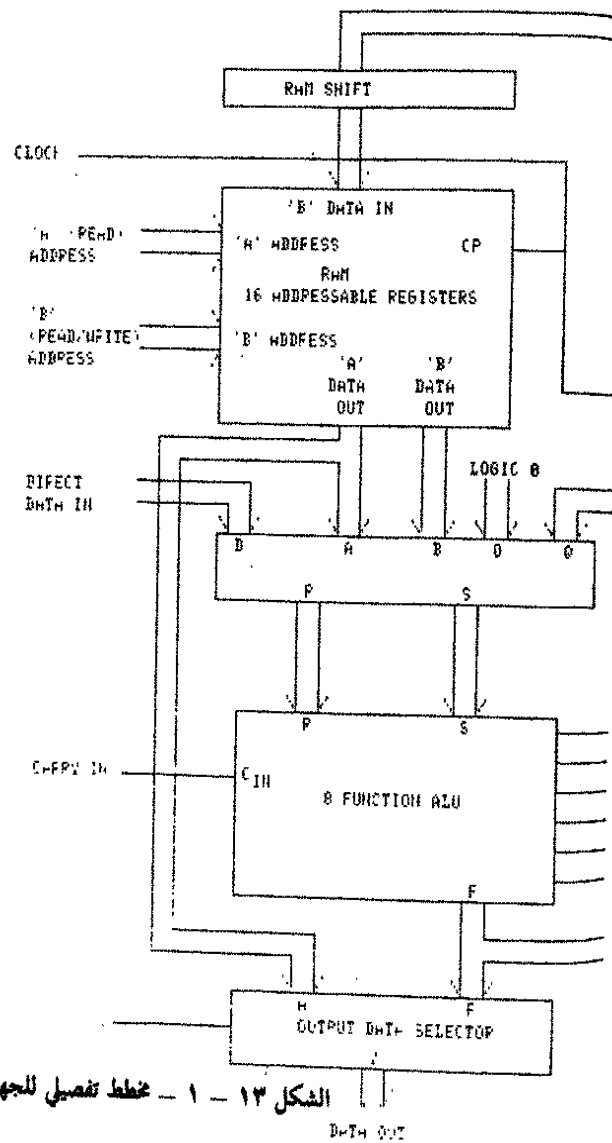 RAM SHIFT
CLOCK
'B' DATA IN
'A' (READ)
ADDRESS
'A' ADDRESS
CP
RAM
16 ADDRESSABLE REGISTERS
'B'
(READ/WRITE)
ADDRESS
'B' ADDRESS
'A'
DATA
OUT
'B'
DATA
OUT
DIRECT
DATA IN
LOGIC 0
D A B O Q
P S
P S
CARRY IN
C IN
8 FUNCTION ALU
F
A F
OUTPUT DATA SELECTOR
الشكل ١٣ – ١ – مخطط تفصيلي للجه
DATA OUT